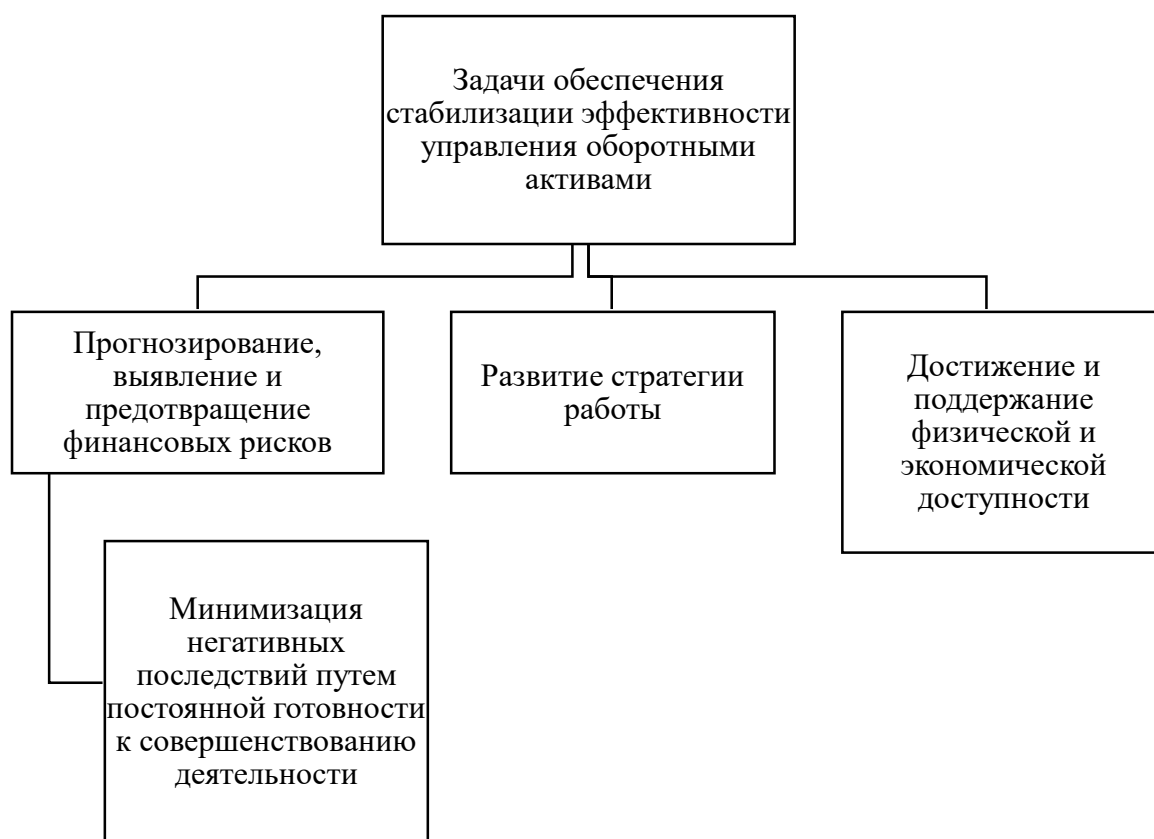 Задачи обеспечения
стабилизации эффективности
управления оборотными
активами
Прогнозирование,
выявление и
предотвращение
финансовых рисков
Развитие стратегии
работы
Достижение и
поддержание
физической и
экономической
доступности
Минимизация
негативных
последствий путем
постоянной готовности
к совершенствованию
деятельности